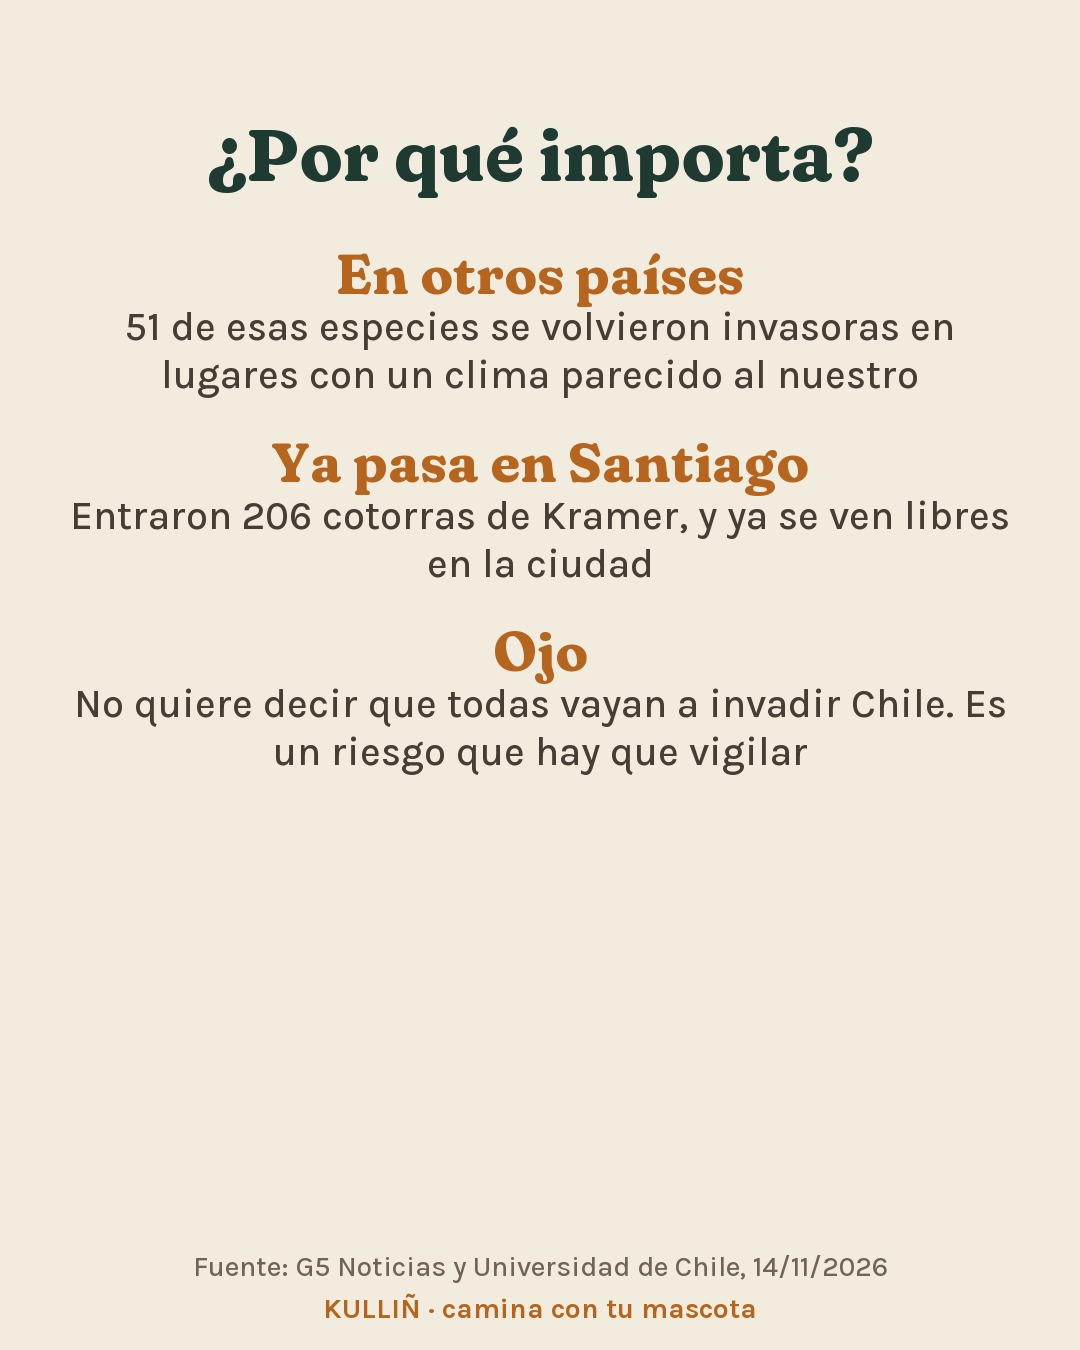 ¿Por qué importa?
En otros países
51 de esas especies se volvieron invasoras en
lugares con un clima parecido al nuestro
Ya pasa en Santiago
Entraron 206 cotorras de Kramer, y ya se ven libres
en la ciudad
Ojo
No quiere decir que todas vayan a invadir Chile. Es
un riesgo que hay que vigilar
Fuente: G5 Noticias y Universidad de Chile, 14/11/2026
KULLIÑ · camina con tu mascota